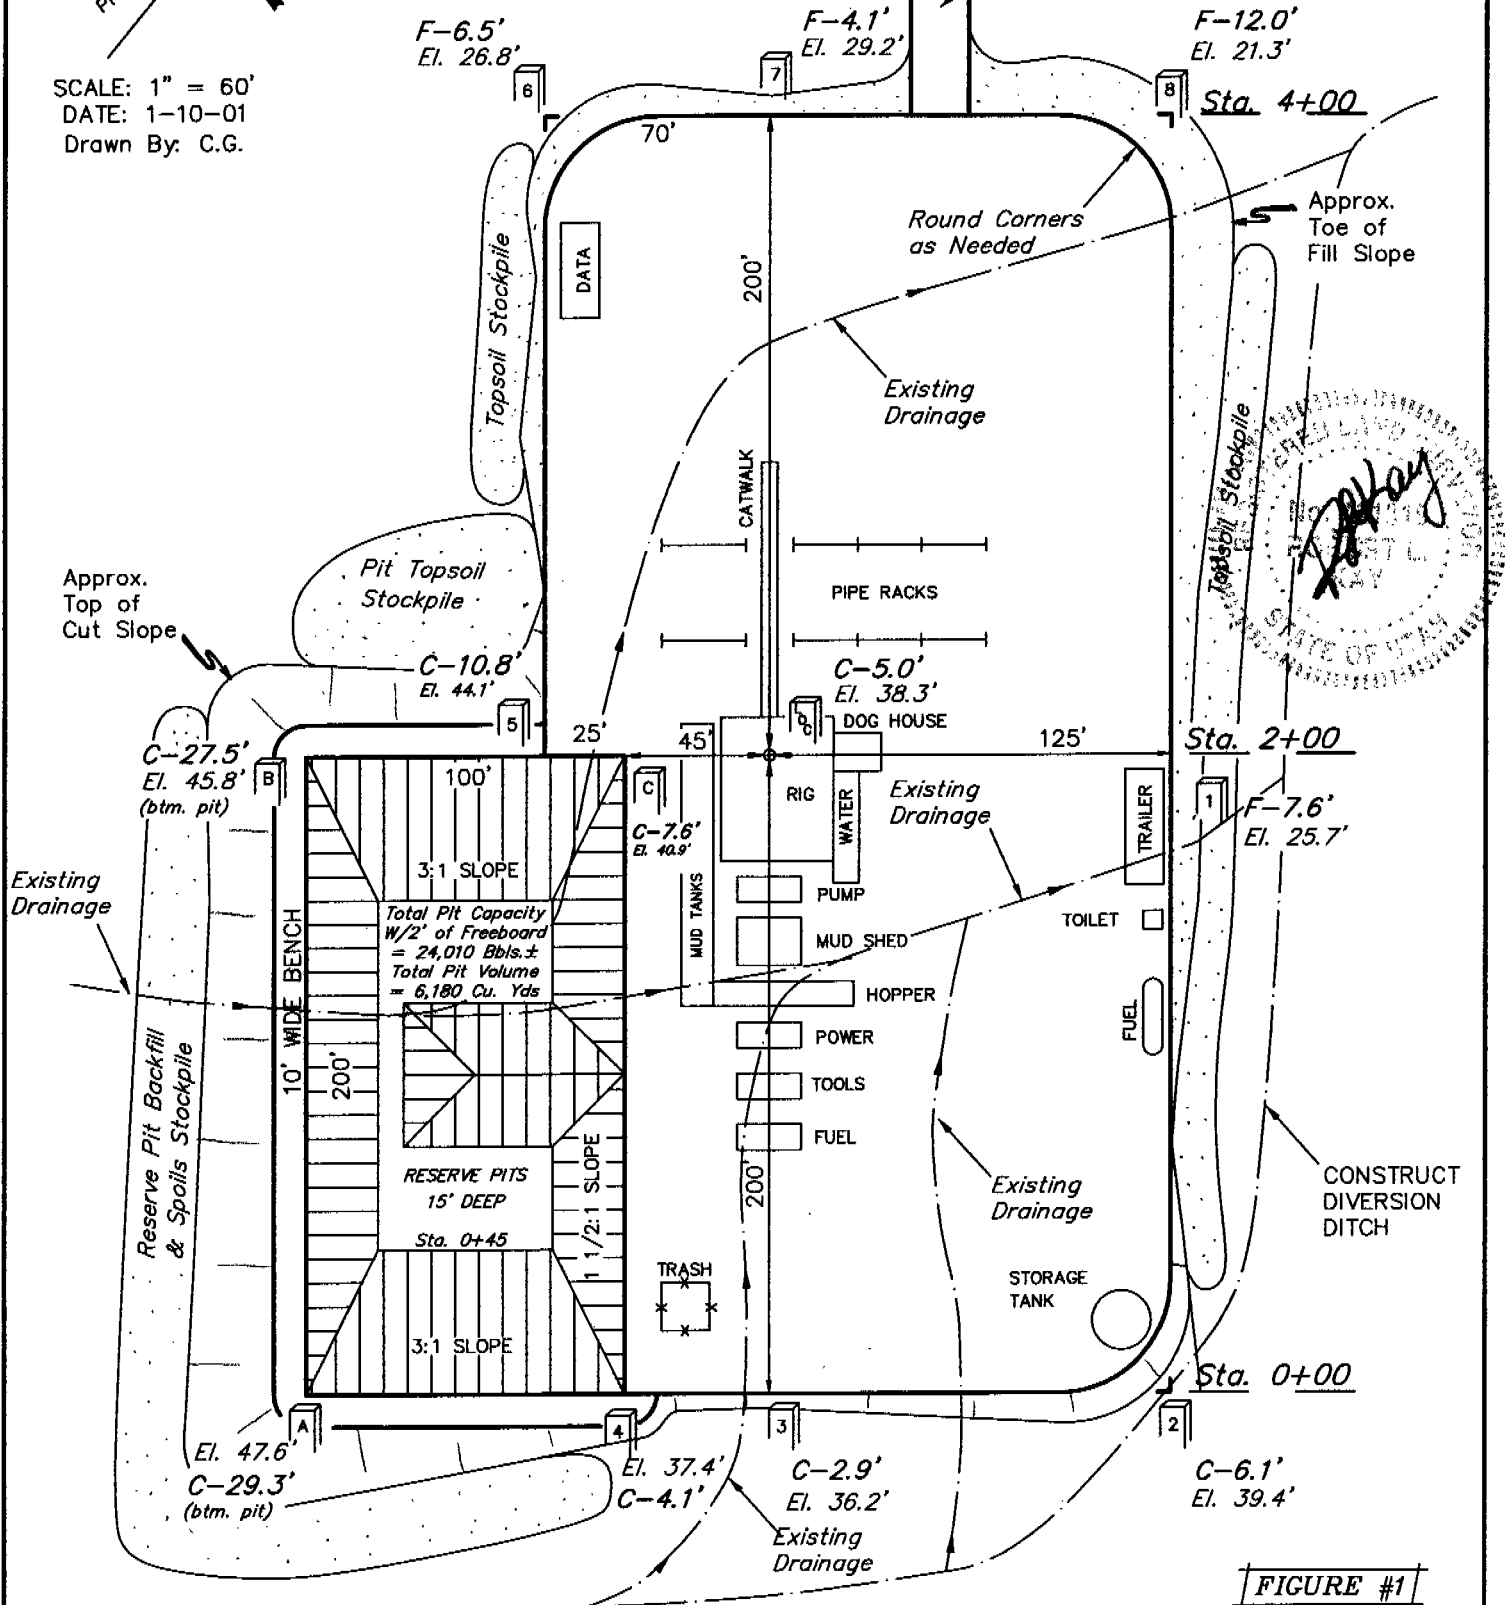 F-6.5'
El. 26.8'
F-4.1'
El. 29.2'
F-12.0'
El. 21.3'
SCALE: 1" = 60'
DATE: 1-10-01
Drawn By: C.G.
6
7
8
Sta. 4+00
70'
Round Corners
as Needed
Approx.
Toe of
Fill Slope
DATA
Topsoil Stockpile
200'
Existing
Drainage
Topsoil Stockpile
CATWALK
STATE OF UTAH
KAY
Pit Topsoil
Stockpile
PIPE RACKS
Approx.
Top of
Cut Slope
C-10.8'
El. 44.1'
C-5.0'
El. 38.3'
5
25'
45'
DOG HOUSE
125'
Sta. 2+00
C-27.5'
El. 45.8'
(btm. pit)
B
100'
C
RIG
WATER
Existing
Drainage
TRAILER
1
F-7.6'
El. 25.7'
C-7.6'
El. 40.9'
3:1 SLOPE
Existing
Drainage
10' WIDE BENCH
Total Pit Capacity
W/2' of Freeboard
= 24,010 Bbls.±
Total Pit Volume
= 6,180 Cu. Yds
MUD TANKS
PUMP
MUD SHED
TOILET
HOPPER
FUEL
POWER
TOOLS
FUEL
Reserve Pit Backfill
& Spoils Stockpile
200'
RESERVE PITS
15' DEEP
Sta. 0+45
1 1/2:1 SLOPE
200'
Existing
Drainage
CONSTRUCT
DIVERSION
DITCH
TRASH
STORAGE
TANK
3:1 SLOPE
Sta. 0+00
A
4
3
2
El. 47.6'
C-29.3'
(btm. pit)
El. 37.4'
C-4.1'
C-2.9'
El. 36.2'
C-6.1'
El. 39.4'
Existing
Drainage
FIGURE #1